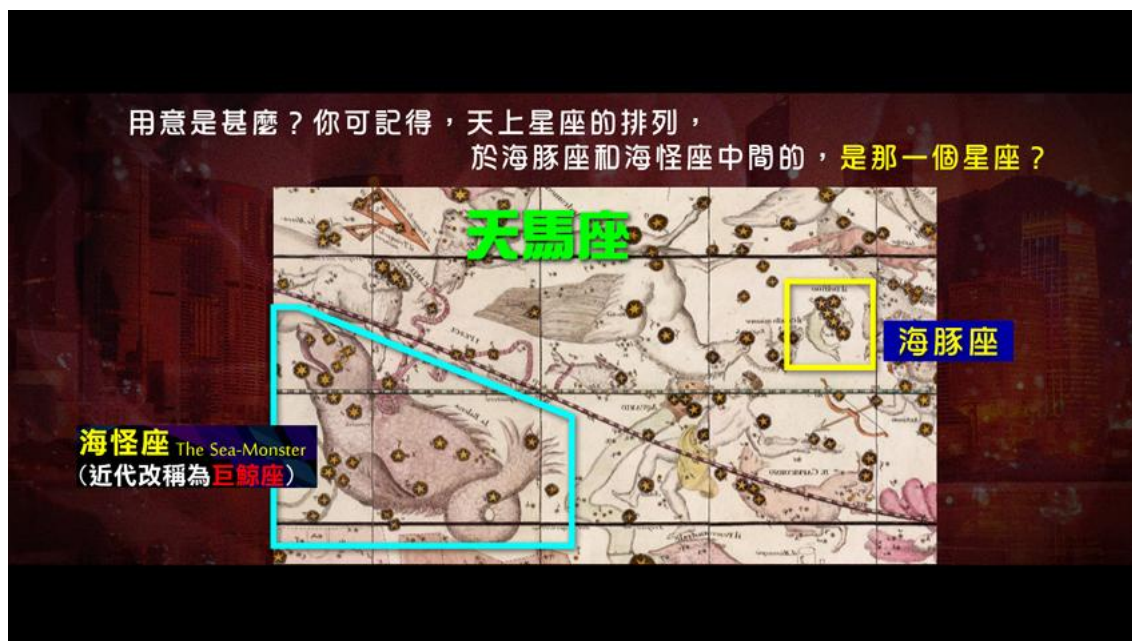 用意是甚麼？你可記得，天上星座的排列，
於海豚座和海怪座中間的，是那一個星座？
天馬座
海豚座
海怪座 The Sea-Monster
（近代改稱為巨鯨座）